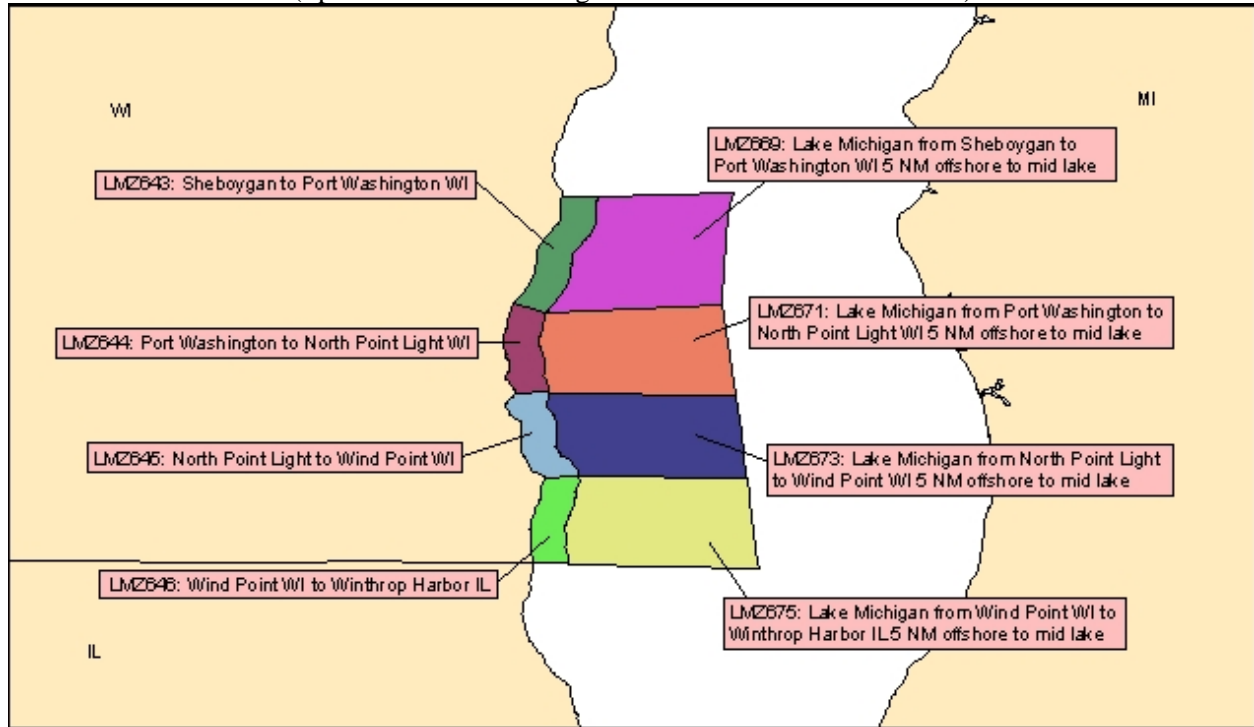 WI
MI
LMZ669: Lake Michigan from Sheboygan to
Port Washington WI 5 NM offshore to mid lake
LMZ643: Sheboygan to Port Washington WI
LMZ671: Lake Michigan from Port Washington to
North Point Light WI 5 NM offshore to mid lake
LMZ644: Port Washington to North Point Light WI
LMZ645: North Point Light to Wind Point WI
LMZ673: Lake Michigan from North Point Light
to Wind Point WI 5 NM offshore to mid lake
LMZ646: Wind Point WI to Winthrop Harbor IL
LMZ675: Lake Michigan from Wind Point WI to
Winthrop Harbor IL 5 NM offshore to mid lake
IL